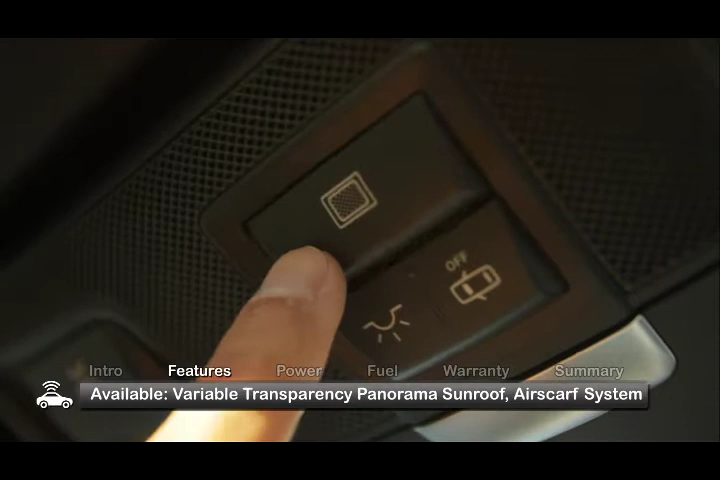 OFF
Intro Features Power Fuel Warranty Summary
Available: Variable Transparency Panorama Sunroof, Airscarf System